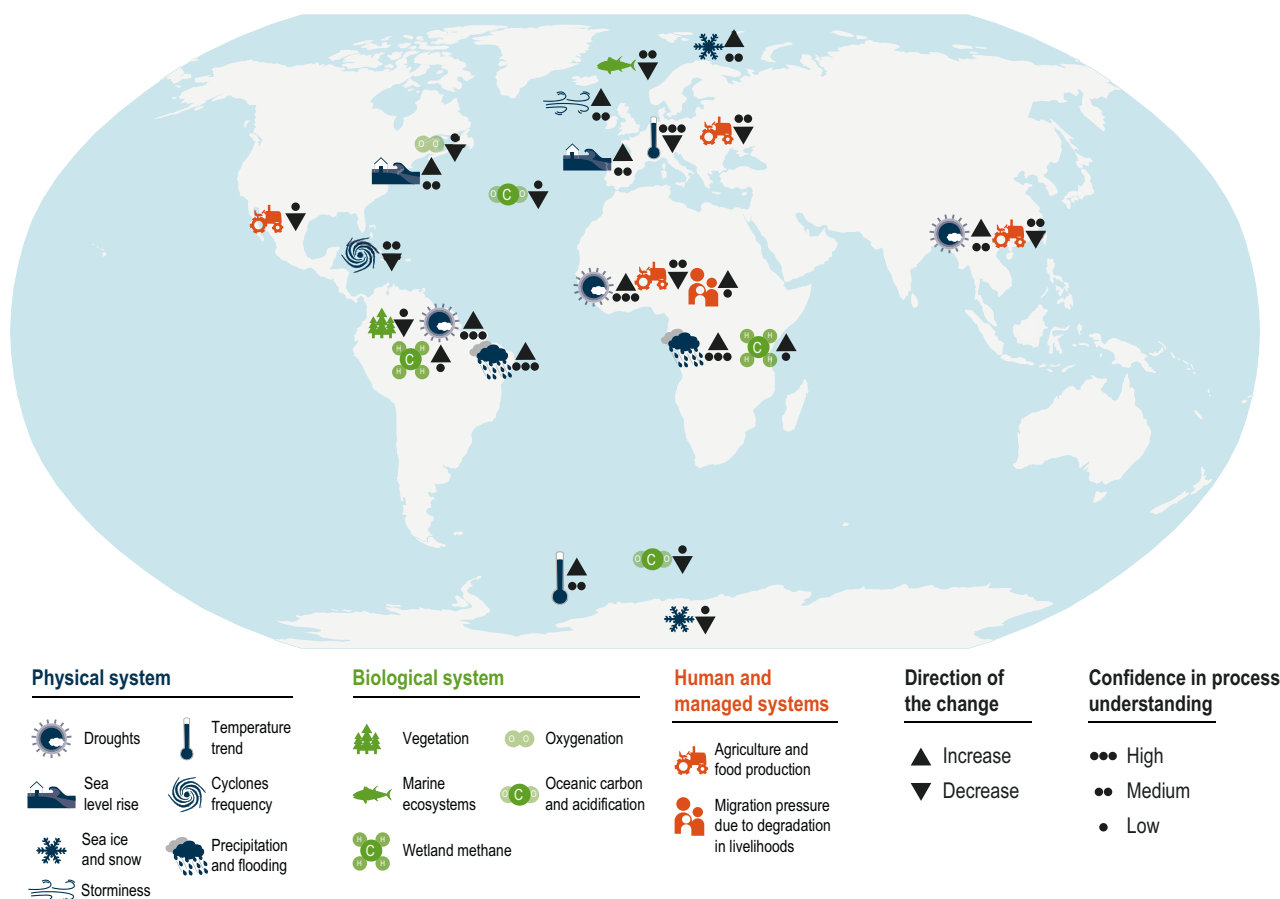 O O
O C O
H H
C
H H
H H
C
H H
O C O
Physical system
Droughts
Temperature
trend
Sea
level rise
Cyclones
frequency
Sea ice
and snow
Precipitation
and flooding
Storminess
Biological system
Vegetation
O O
Oxygenation
Marine
ecosystems
O C O
Oceanic carbon
and acidification
H H
C
H H
Wetland methane
Human and
managed systems
Agriculture and
food production
Migration pressure
due to degradation
in livelihoods
Direction of
the change
Increase
Decrease
Confidence in process
understanding
High
Medium
Low